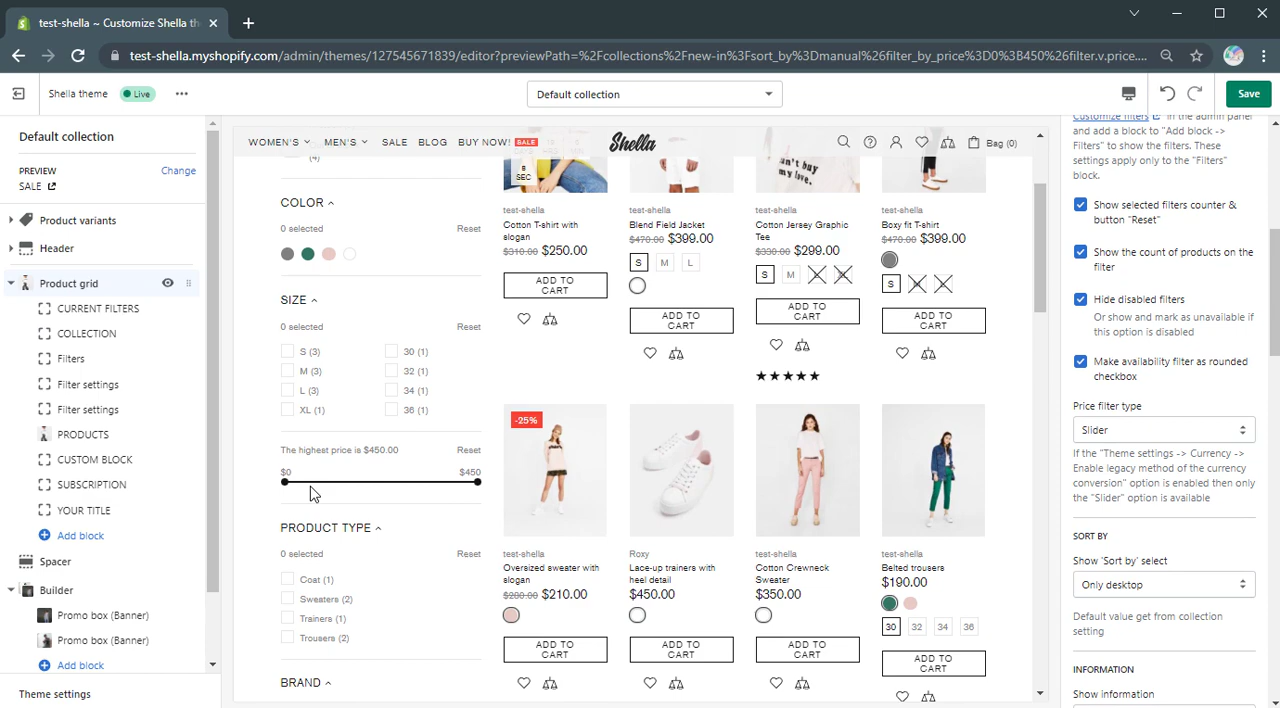 test-shella ~ Customize Shella the
test-shella.myshopify.com/admin/themes/127545671839/editor?previewPath=%2Fcollections%2Fnew-in%3Fsort_by%3Dmanual%26filter_by_price%3D0%3B450%26filter.v.price....
Shella theme
Live
Default collection
Save
Default collection
PREVIEW
SALE
Change
Product variants
Header
Product grid
CURRENT FILTERS
COLLECTION
Filters
Filter settings
Filter settings
PRODUCTS
CUSTOM BLOCK
SUBSCRIPTION
YOUR TITLE
Add block
Spacer
Builder
Promo box (Banner)
Promo box (Banner)
Add block
Theme settings
WOMEN'S
MEN'S
SALE
BLOG
BUY NOW!
SALE
Shella
Bag (0)
(4)
COLOR
0 selected
Reset
SIZE
0 selected
Reset
S (3)
30 (1)
M (3)
32 (1)
L (3)
34 (1)
XL (1)
36 (1)
The highest price is $450.00
Reset
$0
$450
PRODUCT TYPE
0 selected
Reset
Coat (1)
Sweaters (2)
Trainers (1)
Trousers (2)
BRAND
SEC
can't buy
my love.
test-shella
Cotton T-shirt with
slogan
$310.00 $250.00
ADD TO
CART
test-shella
Blend Field Jacket
$470.00 $399.00
S M L
ADD TO
CART
test-shella
Cotton Jersey Graphic
Tee
$330.00 $299.00
S M L XL
ADD TO
CART
test-shella
Boxy fit T-shirt
$470.00 $399.00
S M L
ADD TO
CART
-25%
test-shella
Oversized sweater with
slogan
$280.00 $210.00
ADD TO
CART
Roxy
Lace-up trainers with
heel detail
$450.00
ADD TO
CART
test-shella
Cotton Crewneck
Sweater
$350.00
ADD TO
CART
test-shella
Belted trousers
$190.00
30 32 34 36
ADD TO
CART
Customize filters in the admin panel
and add a block to "Add block ->
Filters" to show the filters. These
settings apply only to the "Filters"
block.
Show selected filters counter &
button "Reset"
Show the count of products on the
filter
Hide disabled filters
Or show and mark as unavailable if
this option is disabled
Make availability filter as rounded
checkbox
Price filter type
Slider
If the "Theme settings -> Currency ->
Enable legacy method of the currency
conversion" option is enabled then only
the "Slider" option is available
SORT BY
Show 'Sort by' select
Only desktop
Default value get from collection
setting
INFORMATION
Show information